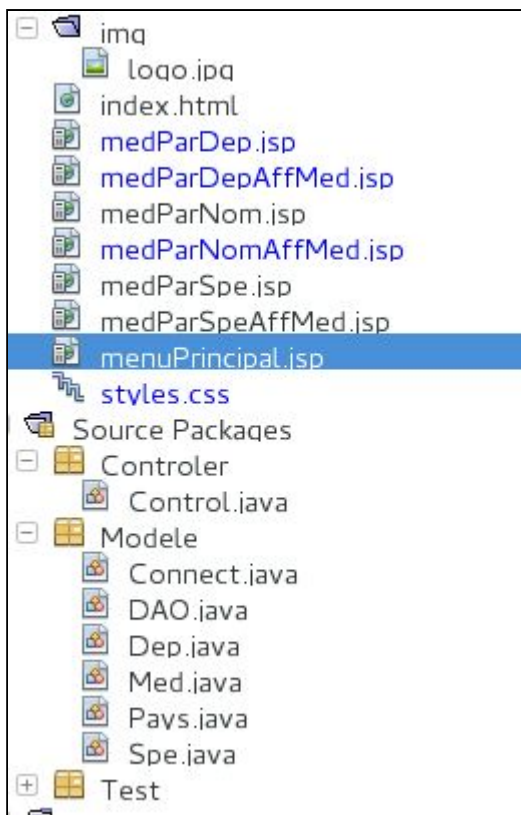 img
logo.jpg
index.html
medParDep.jsp
medParDepAffMed.jsp
medParNom.jsp
medParNomAffMed.jsp
medParSpe.jsp
medParSpeAffMed.jsp
menuPrincipal.jsp
styles.css
Source Packages
Controler
Control.java
Modele
Connect.java
DAO.java
Dep.java
Med.java
Pays.java
Spe.java
Test